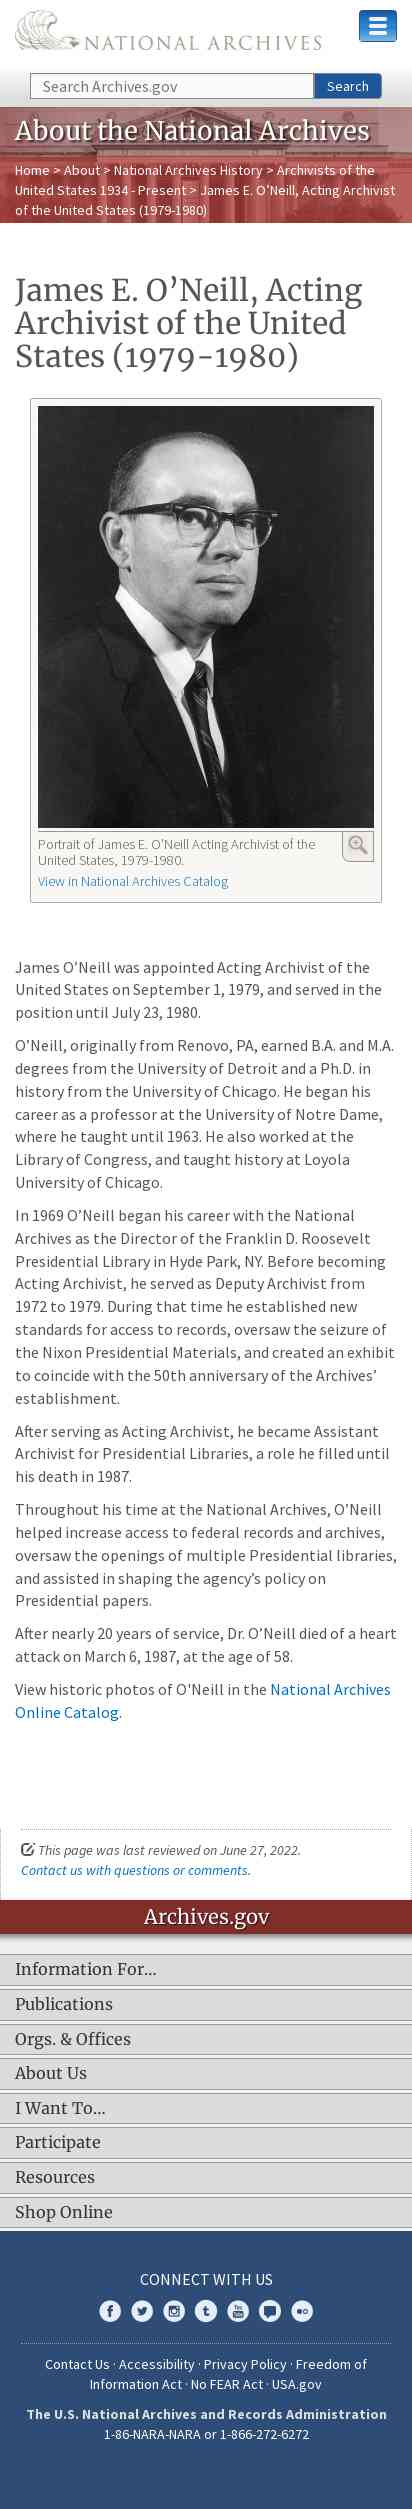 NATIONAL ARCHIVES
Search Archives.gov
Search
About the National Archives
Home > About > National Archives History > Archivists of the
United States 1934 - Present > James E. O’Neill, Acting Archivist
of the United States (1979-1980)
James E. O’Neill, Acting
Archivist of the United
States (1979-1980)
Portrait of James E. O'Neill Acting Archivist of the
United States, 1979-1980.
View in National Archives Catalog
James O’Neill was appointed Acting Archivist of the
United States on September 1, 1979, and served in the
position until July 23, 1980.
O’Neill, originally from Renovo, PA, earned B.A. and M.A.
degrees from the University of Detroit and a Ph.D. in
history from the University of Chicago. He began his
career as a professor at the University of Notre Dame,
where he taught until 1963. He also worked at the
Library of Congress, and taught history at Loyola
University of Chicago.
In 1969 O’Neill began his career with the National
Archives as the Director of the Franklin D. Roosevelt
Presidential Library in Hyde Park, NY. Before becoming
Acting Archivist, he served as Deputy Archivist from
1972 to 1979. During that time he established new
standards for access to records, oversaw the seizure of
the Nixon Presidential Materials, and created an exhibit
to coincide with the 50th anniversary of the Archives’
establishment.
After serving as Acting Archivist, he became Assistant
Archivist for Presidential Libraries, a role he filled until
his death in 1987.
Throughout his time at the National Archives, O’Neill
helped increase access to federal records and archives,
oversaw the openings of multiple Presidential libraries,
and assisted in shaping the agency’s policy on
Presidential papers.
After nearly 20 years of service, Dr. O’Neill died of a heart
attack on March 6, 1987, at the age of 58.
View historic photos of O'Neill in the National Archives
Online Catalog.
This page was last reviewed on June 27, 2022.
Contact us with questions or comments.
Archives.gov
Information For…
Publications
Orgs. & Offices
About Us
I Want To…
Participate
Resources
Shop Online
CONNECT WITH US
Contact Us · Accessibility · Privacy Policy · Freedom of
Information Act · No FEAR Act · USA.gov
The U.S. National Archives and Records Administration
1-86-NARA-NARA or 1-866-272-6272